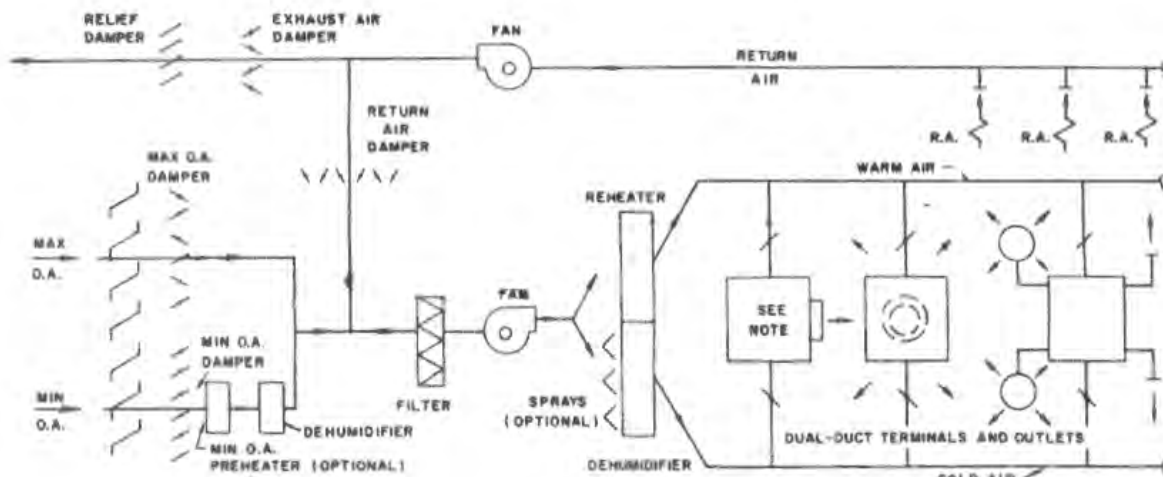 RELIEF
DAMPER
EXHAUST AIR
DAMPER
FAN
RETURN
AIR
RETURN
AIR
DAMPER
R.A.
R.A.
R.A.
MAX O.A.
DAMPER
WARM AIR
REHEATER
MAX
O.A.
FAN
SEE
NOTE
MIN O.A.
DAMPER
MIN
O.A.
FILTER
SPRAYS
(OPTIONAL)
DEHUMIDIFIER
DUAL-DUCT TERMINALS AND OUTLETS
MIN O.A.
PREHEATER (OPTIONAL)
DEHUMIDIFIER